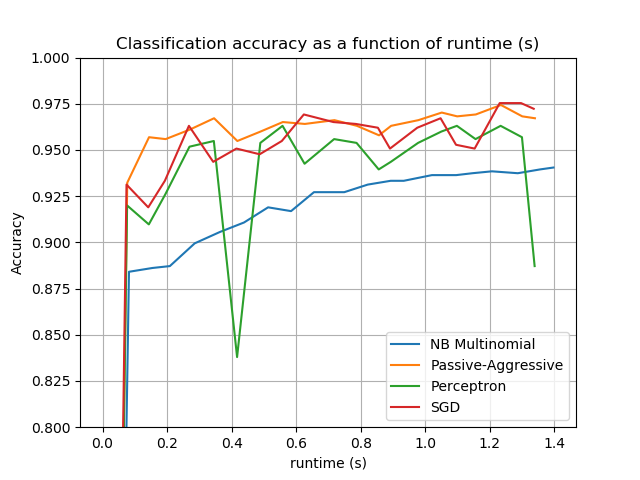 Classification accuracy as a function of runtime (s)
1.000
0.975
0.950
0.925
0.900
0.875
0.850
0.825
0.800
Accuracy
NB Multinomial
Passive-Aggressive
Perceptron
SGD
0.0 0.2 0.4 0.6 0.8 1.0 1.2 1.4
runtime (s)